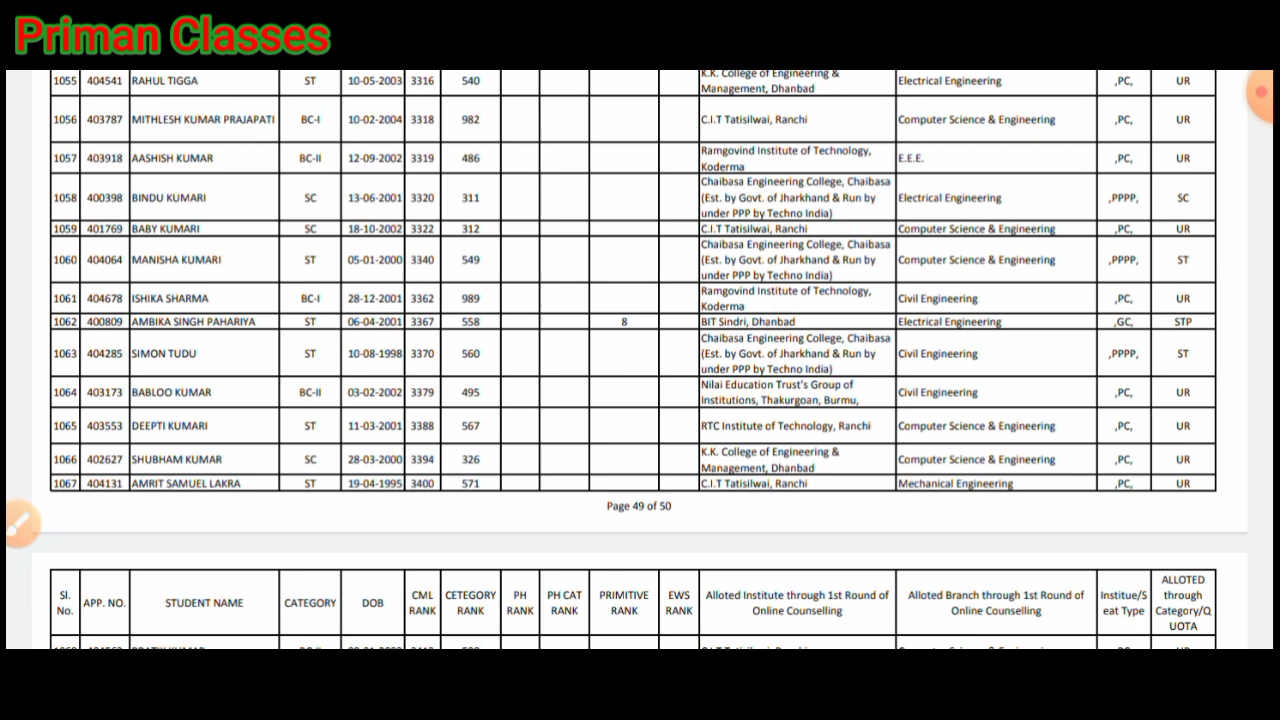 Priman Classes
1055 404541 RAHUL TIGGA ST 10-05-2003 3316 540 K.K. College of Engineering & Management, Dhanbad Electrical Engineering ,PC, UR
1056 403787 MITHLESH KUMAR PRAJAPATI BC-I 10-02-2004 3318 982 C.I.T Tatisilwai, Ranchi Computer Science & Engineering ,PC, UR
1057 403918 AASHISH KUMAR BC-II 12-09-2002 3319 486 Ramgovind Institute of Technology, Koderma E.E.E. ,PC, UR
1058 400398 BINDU KUMARI SC 13-06-2001 3320 311 Chaibasa Engineering College, Chaibasa (Est. by Govt. of Jharkhand & Run by under PPP by Techno India) Electrical Engineering ,PPPP, SC
1059 401769 BABY KUMARI SC 18-10-2002 3322 312 C.I.T Tatisilwai, Ranchi Computer Science & Engineering ,PC, UR
1060 404064 MANISHA KUMARI ST 05-01-2000 3340 549 Chaibasa Engineering College, Chaibasa (Est. by Govt. of Jharkhand & Run by under PPP by Techno India) Computer Science & Engineering ,PPPP, ST
1061 404678 ISHIKA SHARMA BC-I 28-12-2001 3362 989 Ramgovind Institute of Technology, Koderma Civil Engineering ,PC, UR
1062 400809 AMBIKA SINGH PAHARIYA ST 06-04-2001 3367 558 8 BIT Sindri, Dhanbad Electrical Engineering ,GC, STP
1063 404285 SIMON TUDU ST 10-08-1998 3370 560 Chaibasa Engineering College, Chaibasa (Est. by Govt. of Jharkhand & Run by under PPP by Techno India) Civil Engineering ,PPPP, ST
1064 403173 BABLOO KUMAR BC-II 03-02-2002 3379 495 Nilai Education Trust's Group of Institutions, Thakurgoan, Burmu, Civil Engineering ,PC, UR
1065 403553 DEEPTI KUMARI ST 11-03-2001 3388 567 RTC Institute of Technology, Ranchi Computer Science & Engineering ,PC, UR
1066 402627 SHUBHAM KUMAR SC 28-03-2000 3394 326 K.K. College of Engineering & Management, Dhanbad Computer Science & Engineering ,PC, UR
1067 404131 AMRIT SAMUEL LAKRA ST 19-04-1995 3400 571 C.I.T Tatisilwai, Ranchi Mechanical Engineering ,PC, UR
Page 49 of 50
Sl. No. APP. NO. STUDENT NAME CATEGORY DOB CML RANK CETEGORY RANK PH RANK PH CAT RANK PRIMITIVE RANK EWS RANK Alloted Institute through 1st Round of Online Counselling Alloted Branch through 1st Round of Online Counselling Institue/S eat Type ALLOTED through Category/Q UOTA